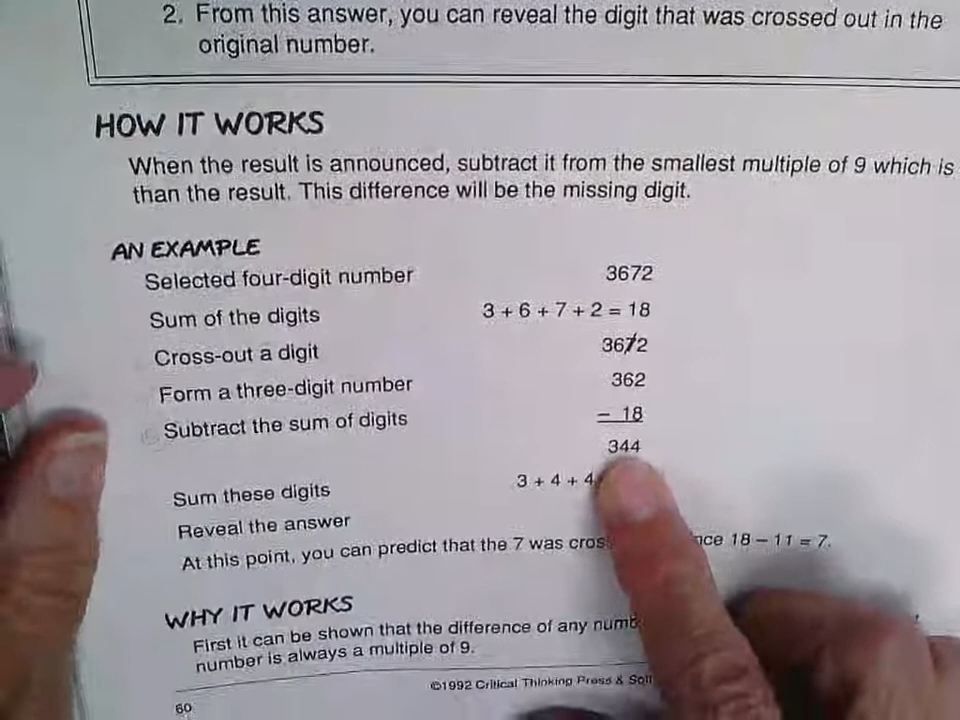 2. From this answer, you can reveal the digit that was crossed out in the
original number.
HOW IT WORKS
When the result is announced, subtract it from the smallest multiple of 9 which is
than the result. This difference will be the missing digit.
AN EXAMPLE
Selected four-digit number 3672
Sum of the digits 3 + 6 + 7 + 2 = 18
Cross-out a digit 3672
Form a three-digit number 362
Subtract the sum of digits – 18
344
Sum these digits 3 + 4 + 4
Reveal the answer
At this point, you can predict that the 7 was 18 – 11 = 7.
WHY IT WORKS
First it can be shown that the difference of any
number is always a multiple of 9.
©1992 Critical Thinking Press &
60